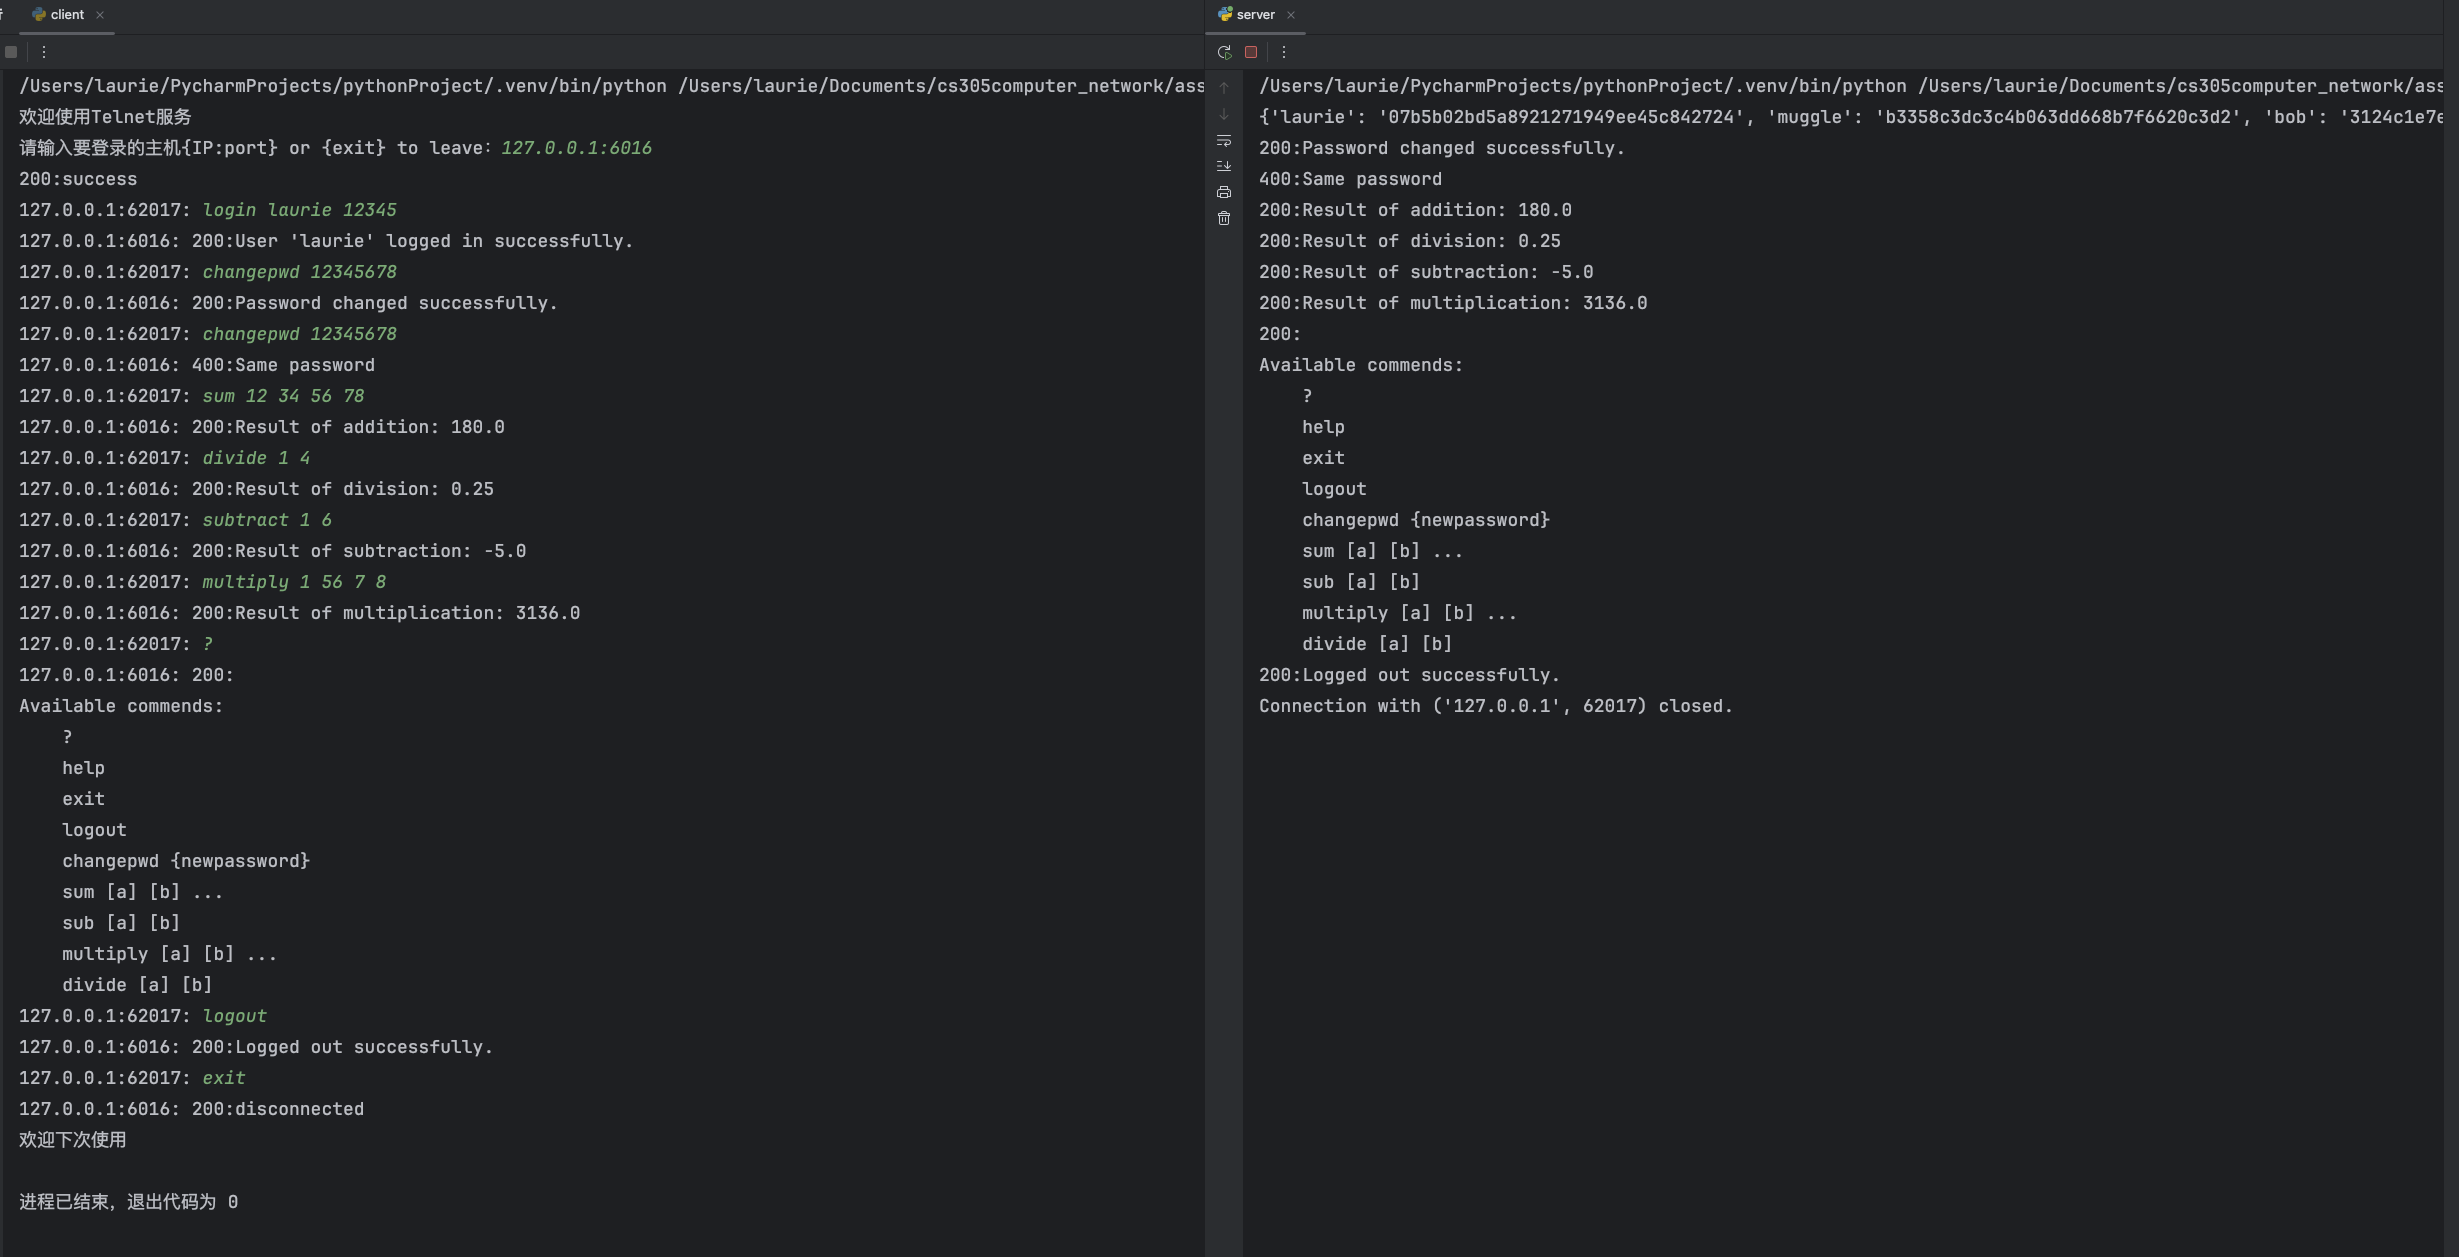 client
/Users/laurie/PycharmProjects/pythonProject/.venv/bin/python /Users/laurie/Documents/cs305computer_network/ass
欢迎使用Telnet服务
请输入要登录的主机{IP:port} or {exit} to leave: 127.0.0.1:6016
200:success
127.0.0.1:62017: login laurie 12345
127.0.0.1:6016: 200:User 'laurie' logged in successfully.
127.0.0.1:62017: changepwd 12345678
127.0.0.1:6016: 200:Password changed successfully.
127.0.0.1:62017: changepwd 12345678
127.0.0.1:6016: 400:Same password
127.0.0.1:62017: sum 12 34 56 78
127.0.0.1:6016: 200:Result of addition: 180.0
127.0.0.1:62017: divide 1 4
127.0.0.1:6016: 200:Result of division: 0.25
127.0.0.1:62017: subtract 1 6
127.0.0.1:6016: 200:Result of subtraction: -5.0
127.0.0.1:62017: multiply 1 56 7 8
127.0.0.1:6016: 200:Result of multiplication: 3136.0
127.0.0.1:62017: ?
127.0.0.1:6016: 200:
Available commends:
    ?
    help
    exit
    logout
    changepwd {newpassword}
    sum [a] [b] ...
    sub [a] [b]
    multiply [a] [b] ...
    divide [a] [b]
127.0.0.1:62017: logout
127.0.0.1:6016: 200:Logged out successfully.
127.0.0.1:62017: exit
127.0.0.1:6016: 200:disconnected
欢迎下次使用
进程已结束，退出代码为 0
server
/Users/laurie/PycharmProjects/pythonProject/.venv/bin/python /Users/laurie/Documents/cs305computer_network/ass
{'laurie': '07b5b02bd5a8921271949ee45c842724', 'muggle': 'b3358c3dc3c4b063dd668b7f6620c3d2', 'bob': '3124c1e7e
200:Password changed successfully.
400:Same password
200:Result of addition: 180.0
200:Result of division: 0.25
200:Result of subtraction: -5.0
200:Result of multiplication: 3136.0
200:
Available commends:
    ?
    help
    exit
    logout
    changepwd {newpassword}
    sum [a] [b] ...
    sub [a] [b]
    multiply [a] [b] ...
    divide [a] [b]
200:Logged out successfully.
Connection with ('127.0.0.1', 62017) closed.